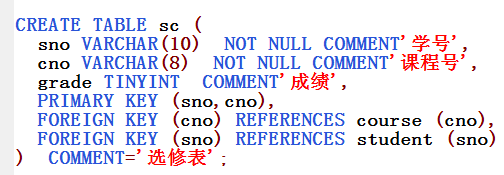 CREATE TABLE sc (
  sno VARCHAR(10)  NOT NULL COMMENT'学号',
  cno VARCHAR(8)  NOT NULL COMMENT'课程号',
  grade TINYINT  COMMENT'成绩',
  PRIMARY KEY (sno,cno),
  FOREIGN KEY (cno) REFERENCES course (cno),
  FOREIGN KEY (sno) REFERENCES student (sno)
)  COMMENT='选修表';